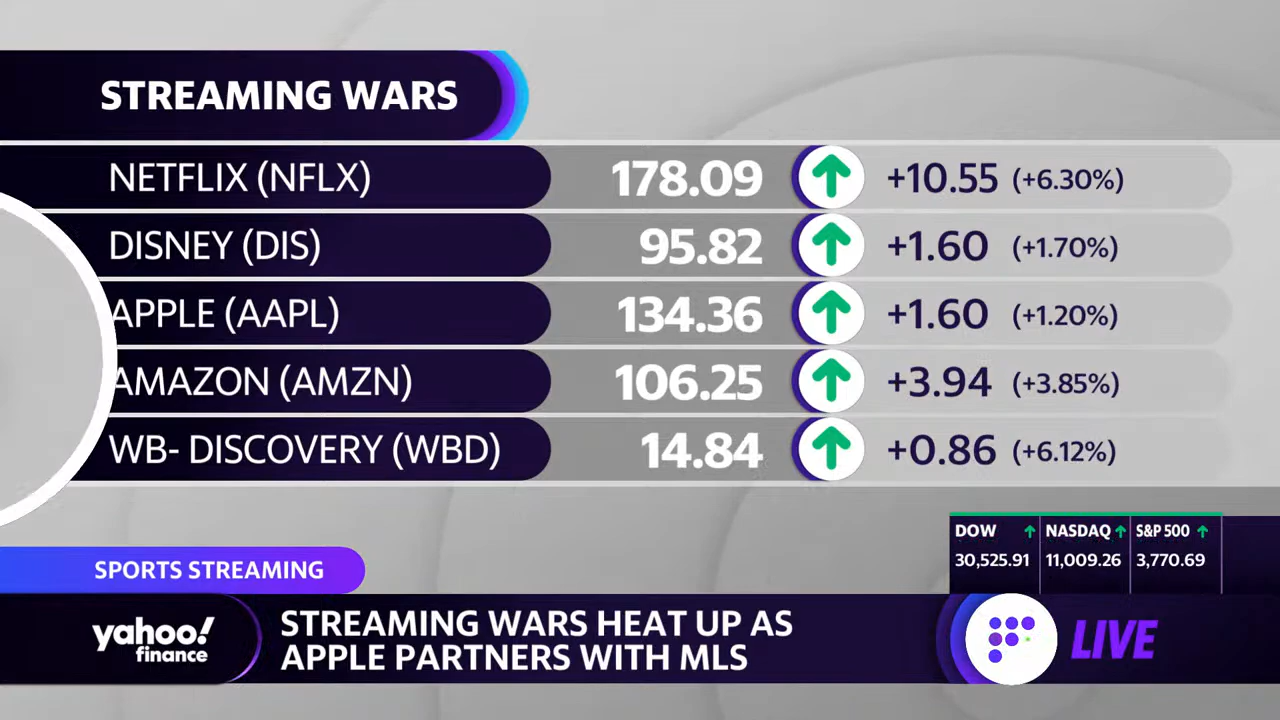 STREAMING WARS
NETFLIX (NFLX) 178.09 +10.55 (+6.30%)
DISNEY (DIS) 95.82 +1.60 (+1.70%)
APPLE (AAPL) 134.36 +1.60 (+1.20%)
AMAZON (AMZN) 106.25 +3.94 (+3.85%)
WB- DISCOVERY (WBD) 14.84 +0.86 (+6.12%)
DOW NASDAQ S&P 500
30,525.91 11,009.26 3,770.69
SPORTS STREAMING
yahoo!
finance
STREAMING WARS HEAT UP AS
APPLE PARTNERS WITH MLS
LIVE